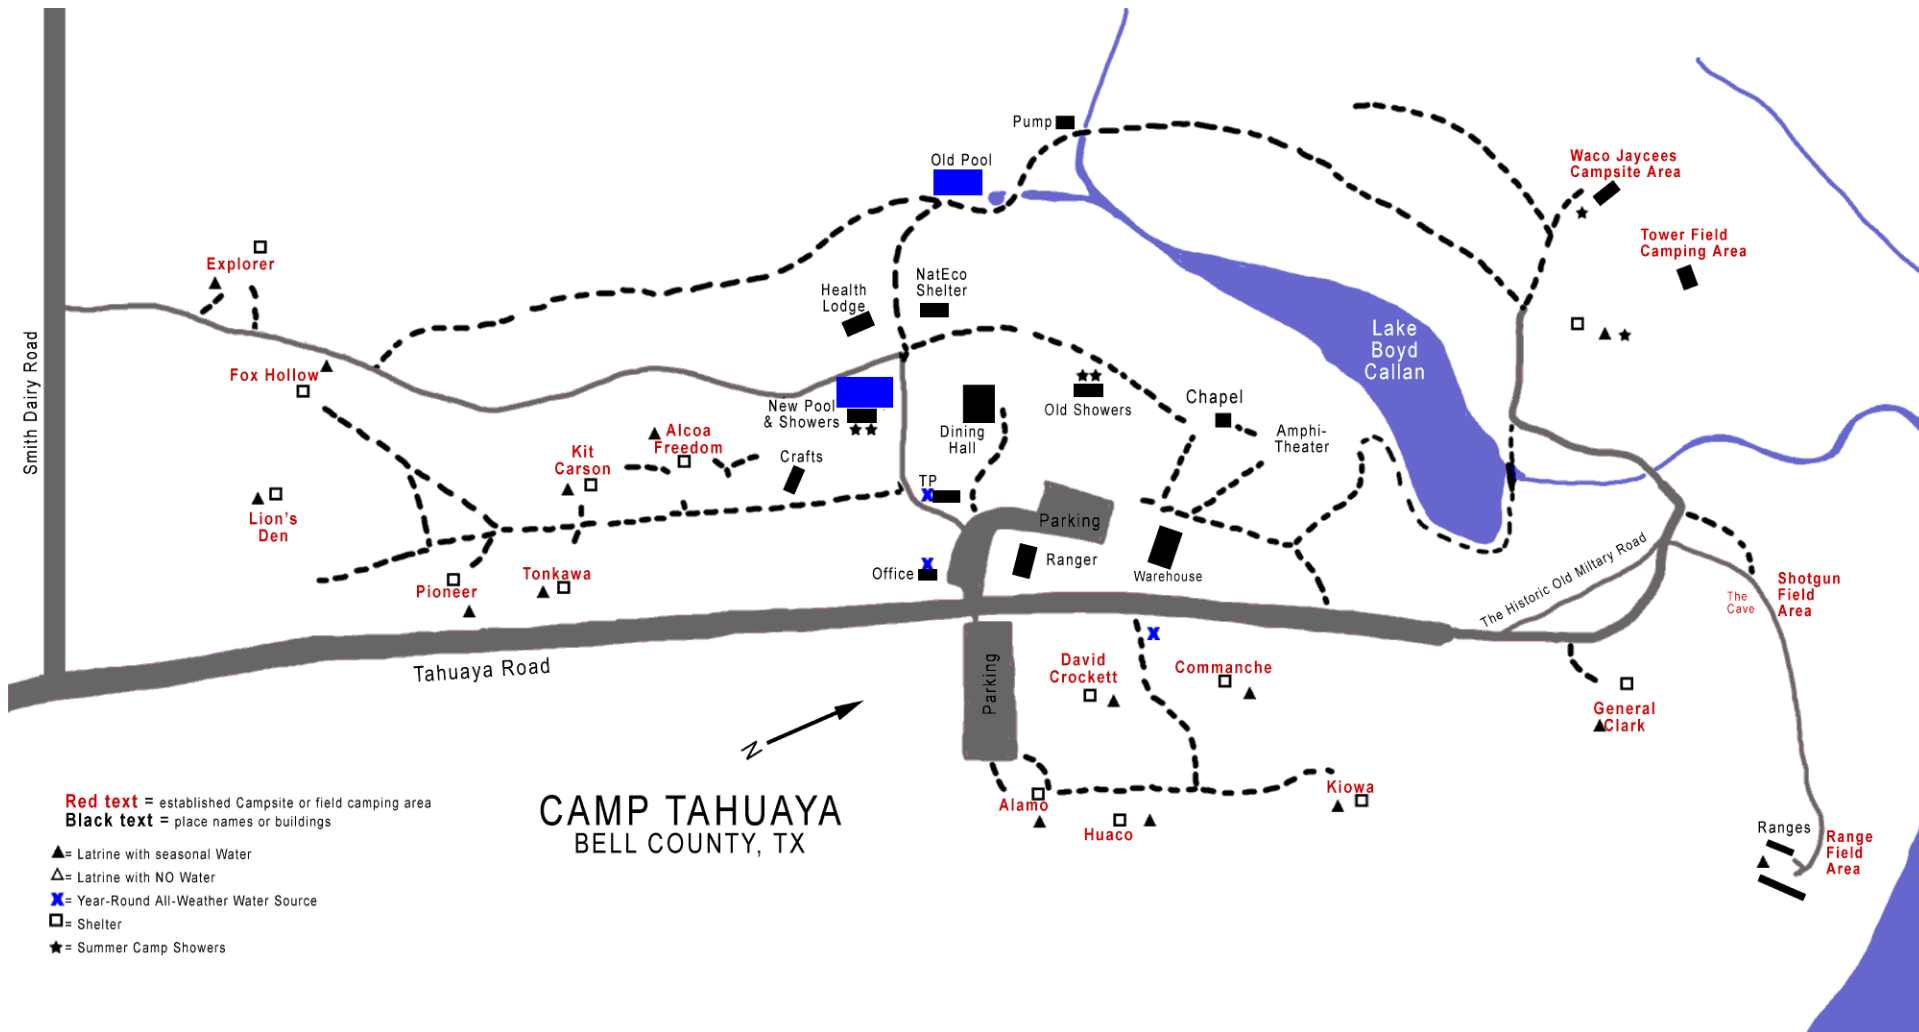 Pump
Old Pool
Waco Jaycees
Campsite Area
Tower Field
Camping Area
Explorer
NatEco
Shelter
Health
Lodge
Lake
Boyd
Callan
Smith Dairy Road
Fox Hollow
New Pool
& Showers
Old Showers
Chapel
Amphi-
Theater
Dining
Hall
Alcoa
Freedom
Kit
Carson
Crafts
TP
X
Lion's
Den
Parking
Ranger
Warehouse
X
Office
Tonkawa
Pioneer
The Historic Old Miltary Road
The
Cave
Shotgun
Field
Area
Tahuaya Road
Parking
X
David
Crockett
Commanche
General
Clark
N
Alamo
Huaco
Kiowa
Ranges
Range
Field
Area
CAMP TAHUAYA
BELL COUNTY, TX
Red text = established Campsite or field camping area
Black text = place names or buildings
= Latrine with seasonal Water
= Latrine with NO Water
X = Year-Round All-Weather Water Source
= Shelter
= Summer Camp Showers